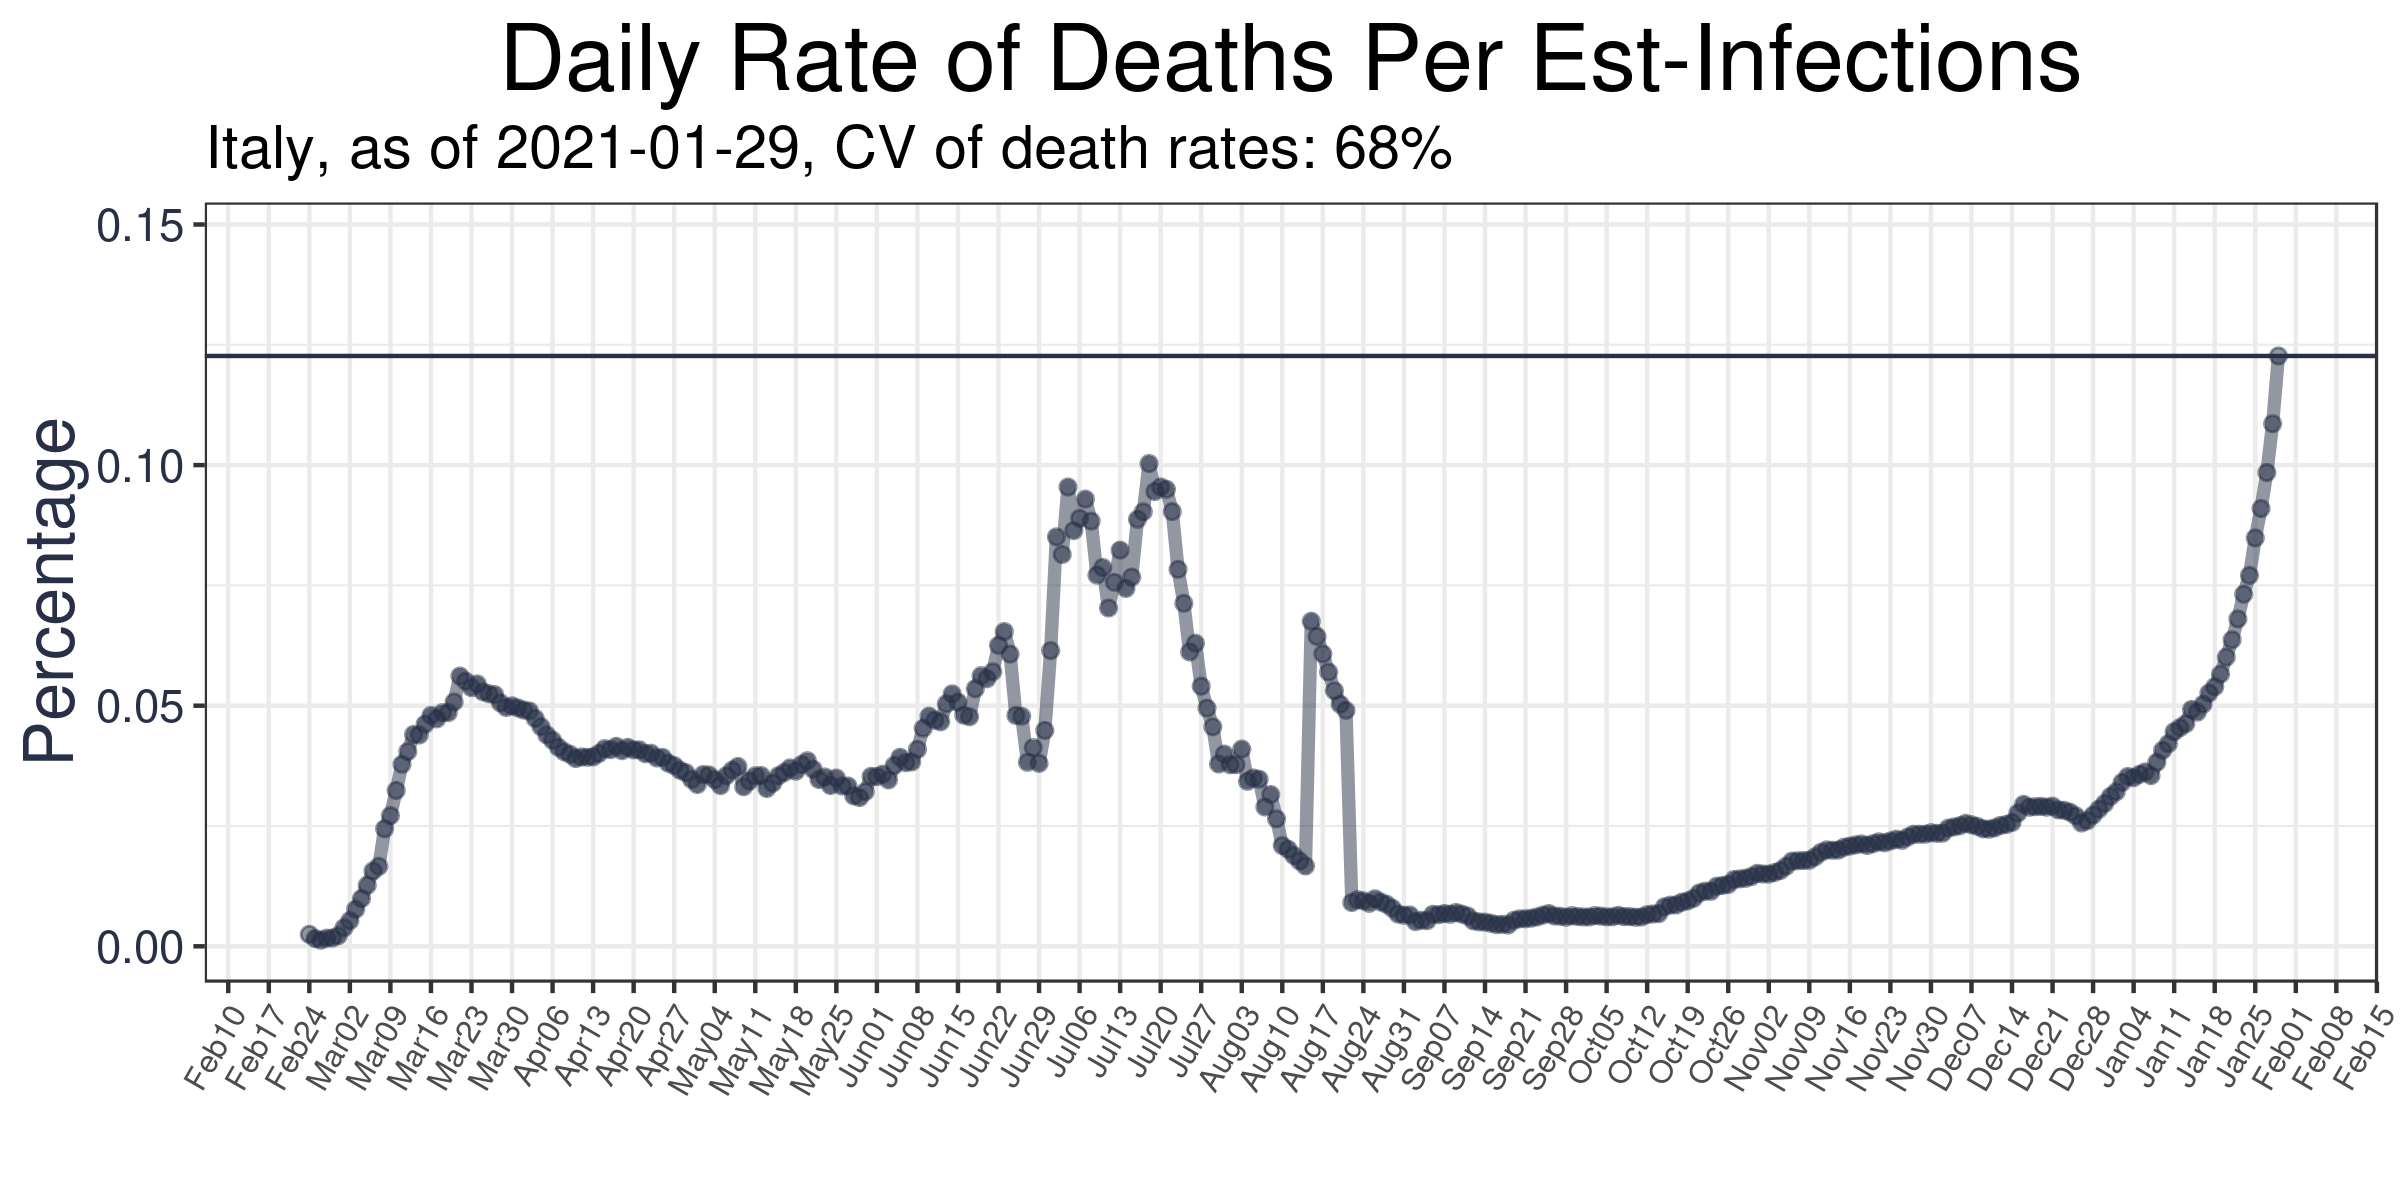 Daily Rate of Deaths Per Est-Infections
Italy, as of 2021-01-29, CV of death rates: 68%
Percentage
0.15
0.10
0.05
0.00
Feb10
Feb17
Feb24
Mar02
Mar09
Mar16
Mar23
Mar30
Apr06
Apr13
Apr20
Apr27
May04
May11
May18
May25
Jun01
Jun08
Jun15
Jun22
Jun29
Jul06
Jul13
Jul20
Jul27
Aug03
Aug10
Aug17
Aug24
Aug31
Sep07
Sep14
Sep21
Sep28
Oct05
Oct12
Oct19
Oct26
Nov02
Nov09
Nov16
Nov23
Nov30
Dec07
Dec14
Dec21
Dec28
Jan04
Jan11
Jan18
Jan25
Feb01
Feb08
Feb15